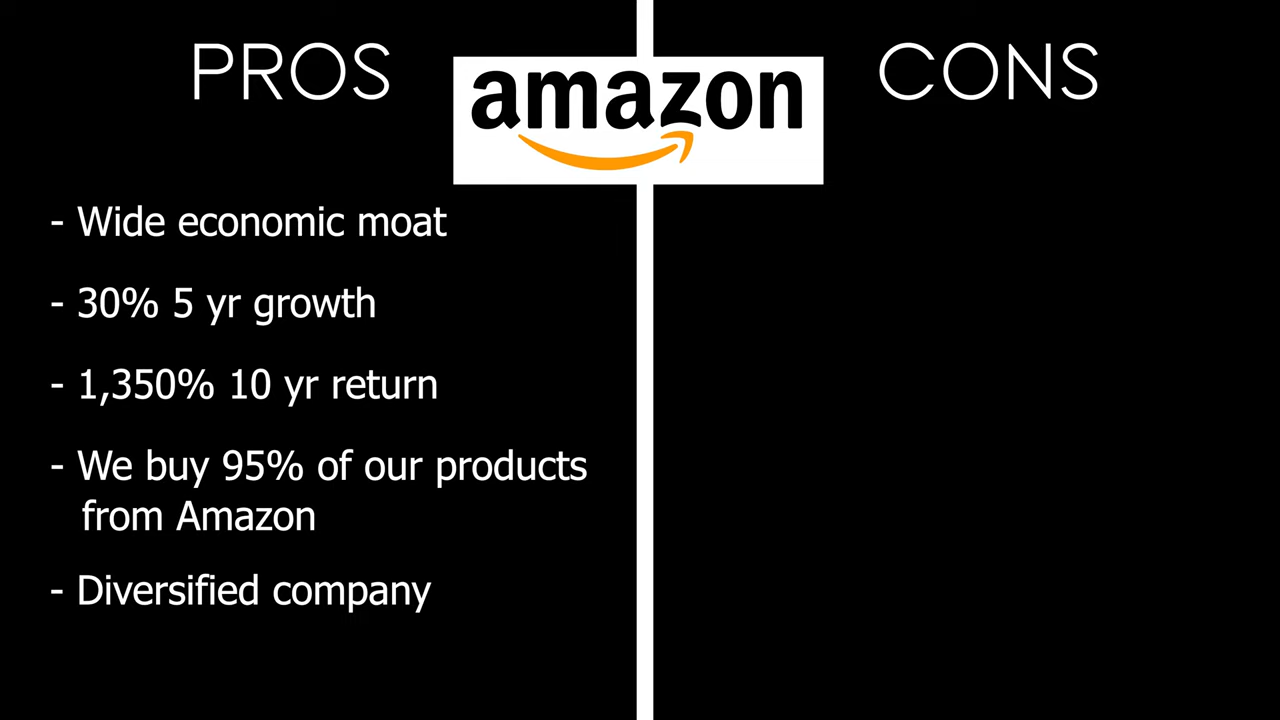 PROS
amazon
CONS
- Wide economic moat
- 30% 5 yr growth
- 1,350% 10 yr return
- We buy 95% of our products
from Amazon
- Diversified company